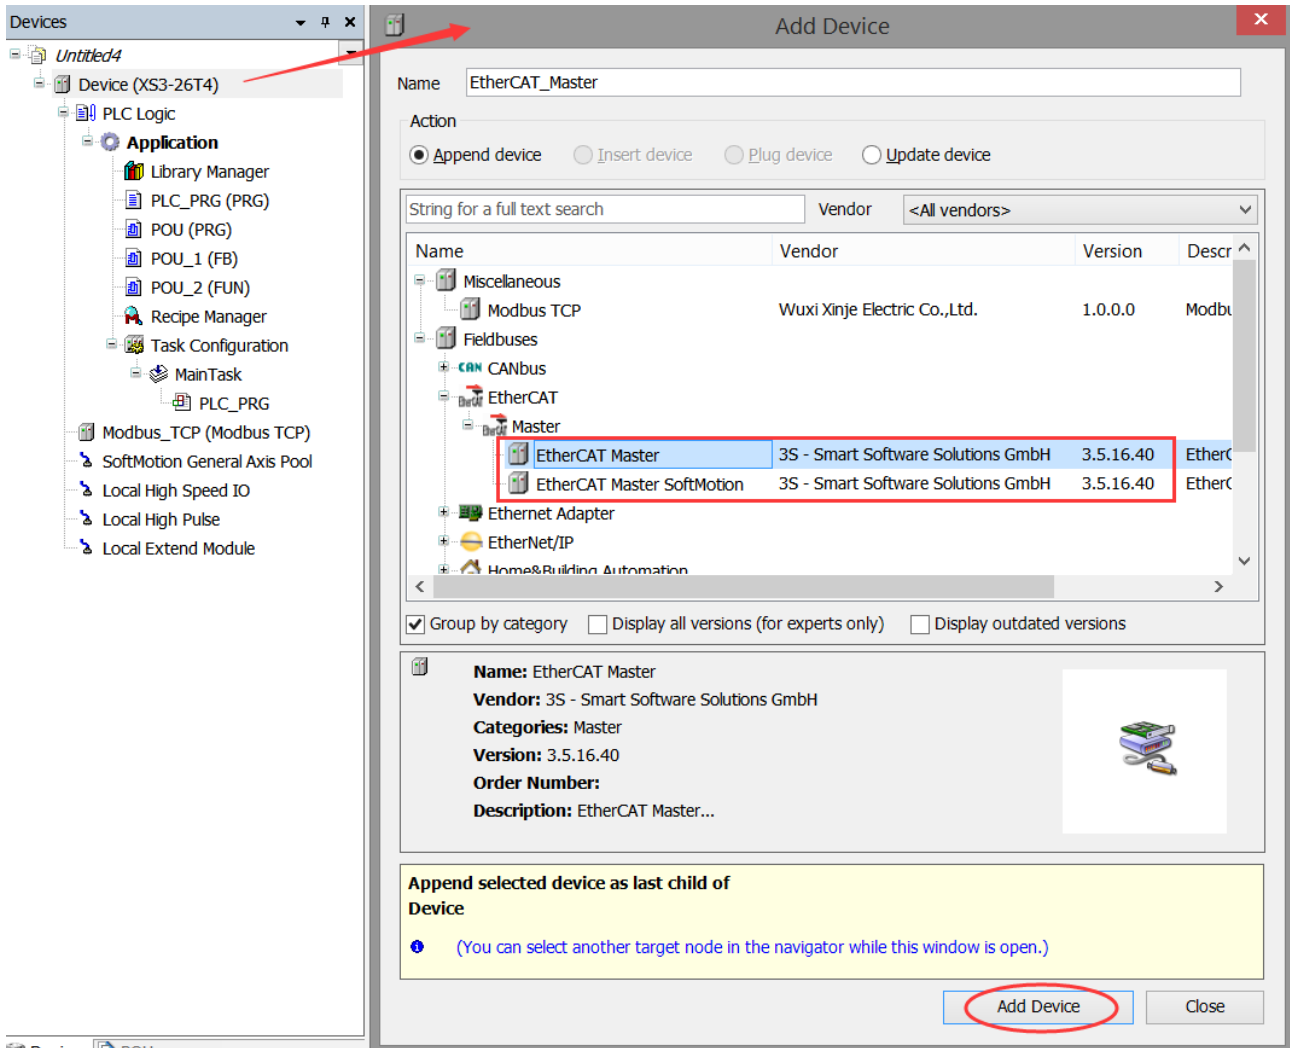 Devices
Untitled4
Device (XS3-26T4)
PLC Logic
Application
Library Manager
PLC_PRG (PRG)
POU (PRG)
POU_1 (FB)
POU_2 (FUN)
Recipe Manager
Task Configuration
MainTask
PLC_PRG
Modbus_TCP (Modbus TCP)
SoftMotion General Axis Pool
Local High Speed IO
Local High Pulse
Local Extend Module
Add Device
Name EtherCAT_Master
Action
Append device Insert device Plug device Update device
String for a full text search Vendor <All vendors>
Name Vendor Version Descr
Miscellaneous
Modbus TCP Wuxi Xinje Electric Co.,Ltd. 1.0.0.0 Modbu
Fieldbuses
CAN CANbus
EtherCAT
Master
EtherCAT Master 3S - Smart Software Solutions GmbH 3.5.16.40 EtherC
EtherCAT Master SoftMotion 3S - Smart Software Solutions GmbH 3.5.16.40 EtherC
Ethernet Adapter
EtherNet/IP
Home&Building Automation
Group by category Display all versions (for experts only) Display outdated versions
Name: EtherCAT Master
Vendor: 3S - Smart Software Solutions GmbH
Categories: Master
Version: 3.5.16.40
Order Number:
Description: EtherCAT Master...
Append selected device as last child of
Device
(You can select another target node in the navigator while this window is open.)
Add Device Close